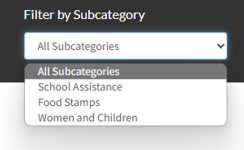 Filter by Subcategory
All Subcategories
All Subcategories
School Assistance
Food Stamps
Women and Children